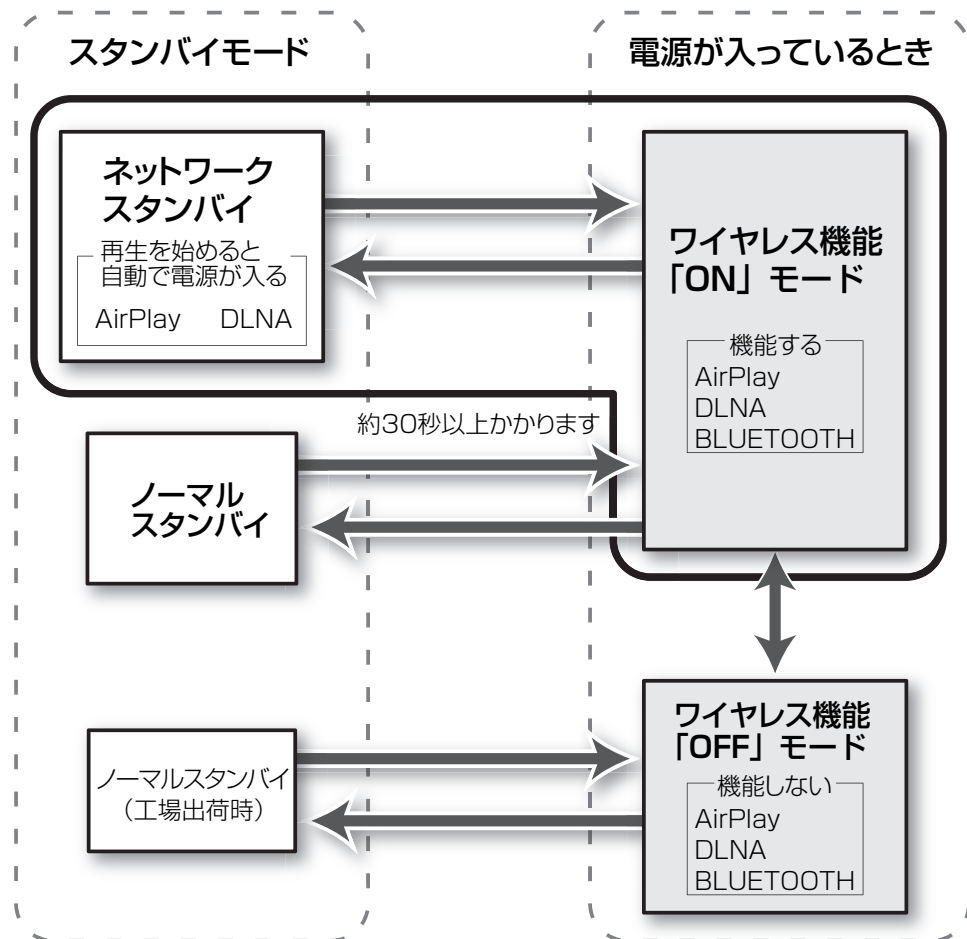 スタンバイモード
電源が入っているとき
ネットワーク
スタンバイ
再生を始めると
自動で電源が入る
AirPlay DLNA
ワイヤレス機能
「ON」モード
機能する
AirPlay
DLNA
BLUETOOTH
約30秒以上かかります
ノーマル
スタンバイ
ノーマルスタンバイ
（工場出荷時）
ワイヤレス機能
「OFF」モード
機能しない
AirPlay
DLNA
BLUETOOTH